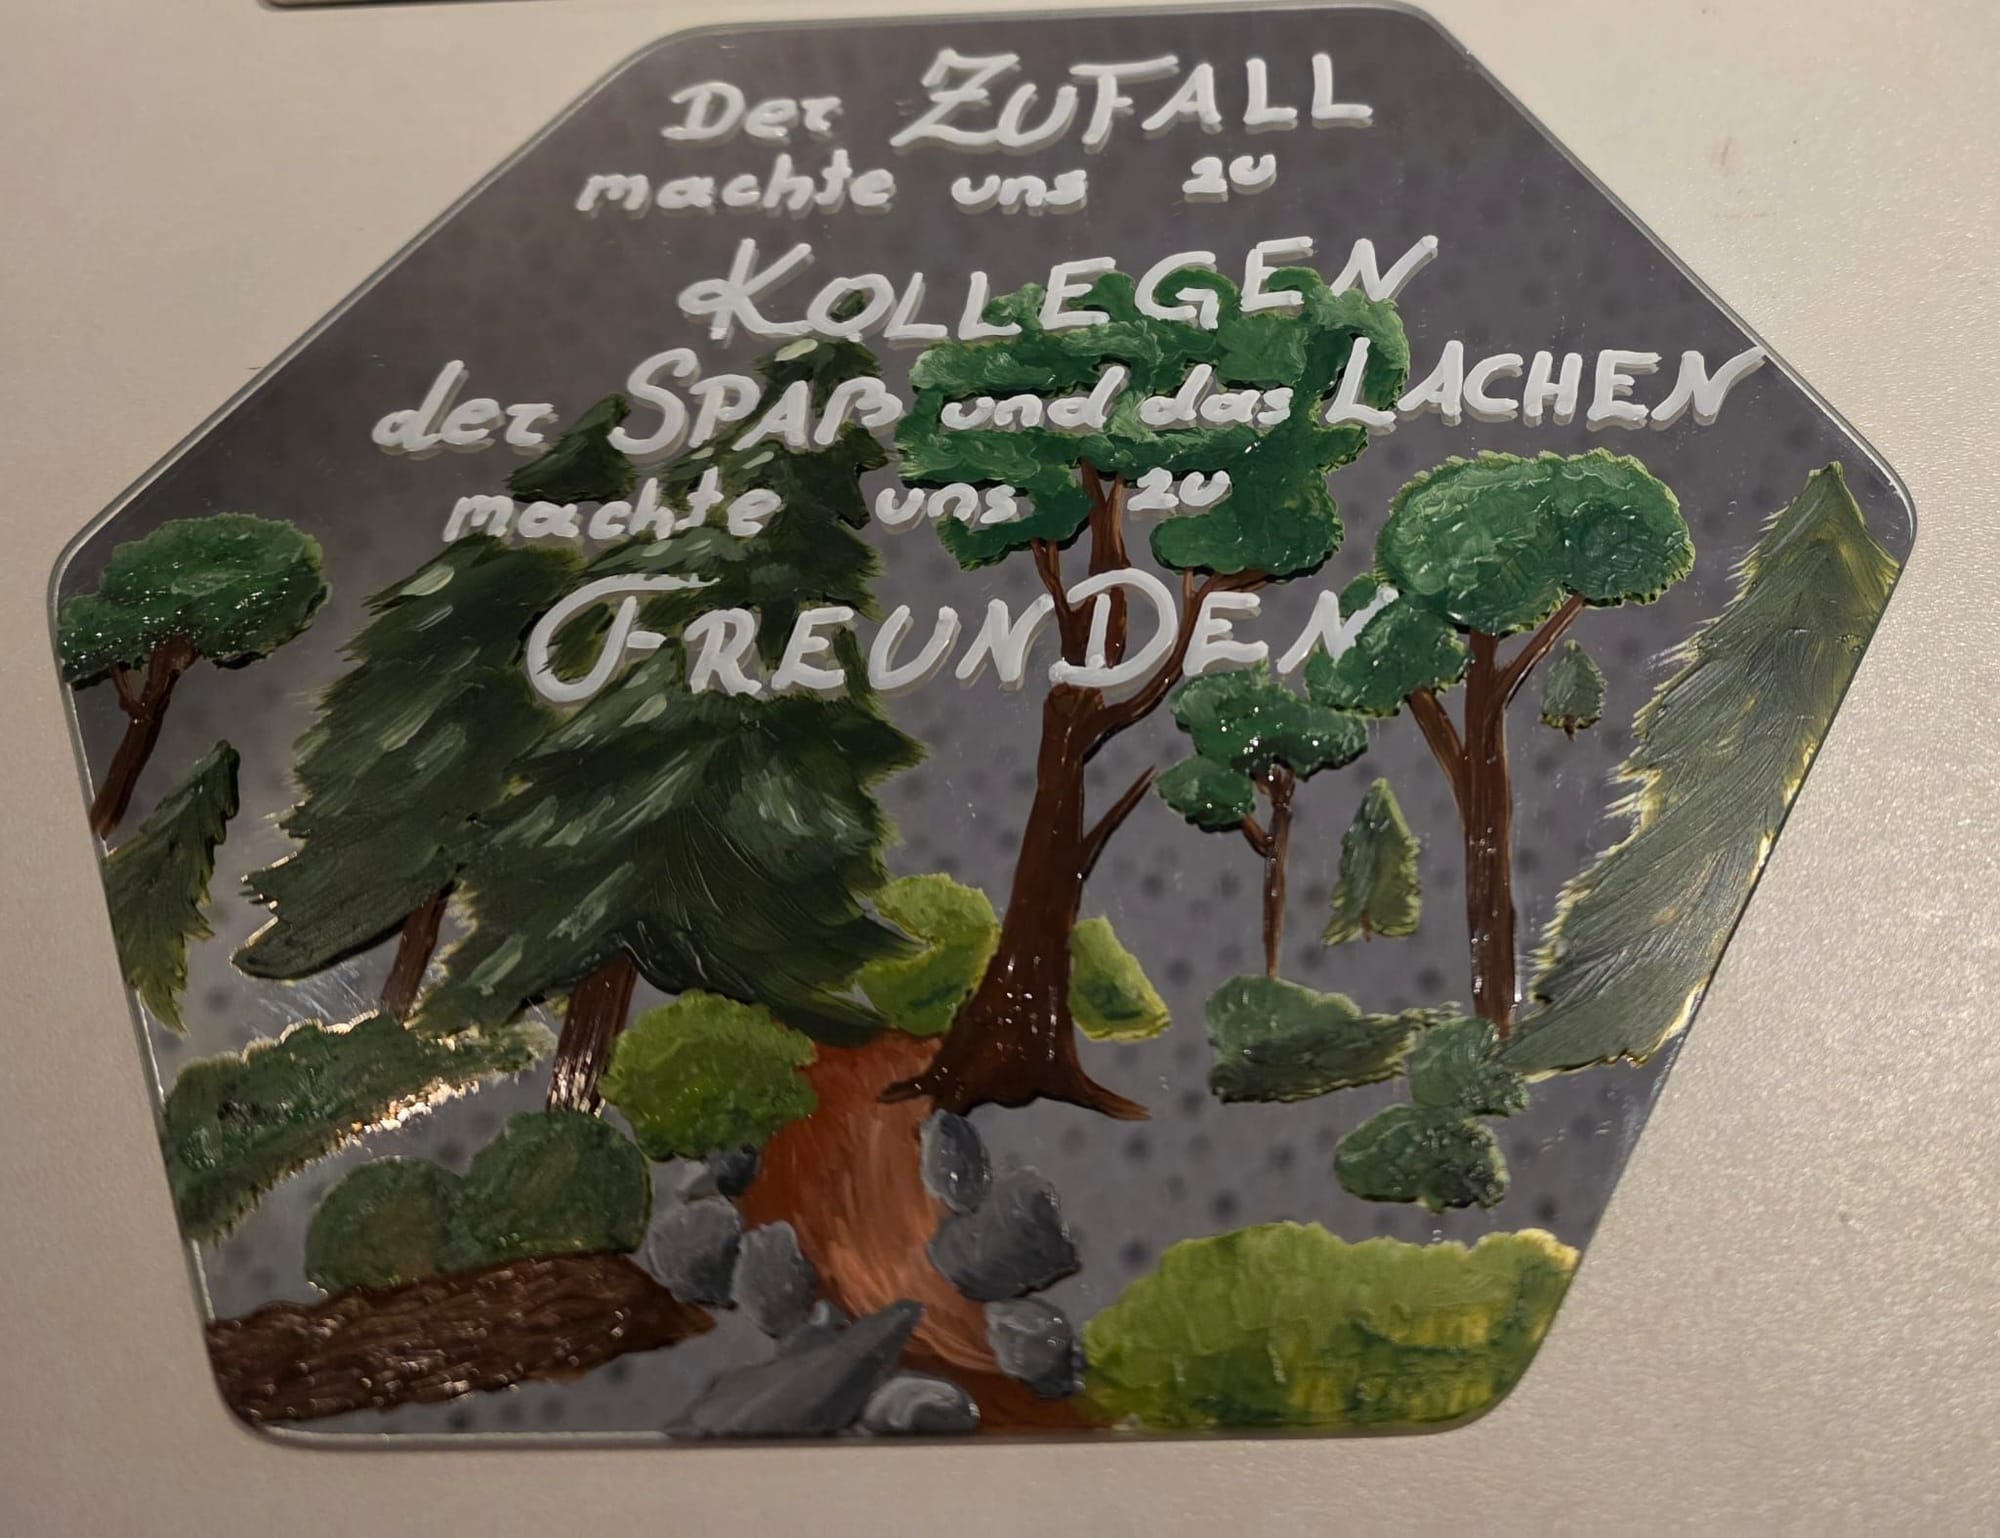 Der ZUFALL
machte uns zu
KOLLEGEN
der SPAß und das LACHEN
machte uns zu
FREUNDEN